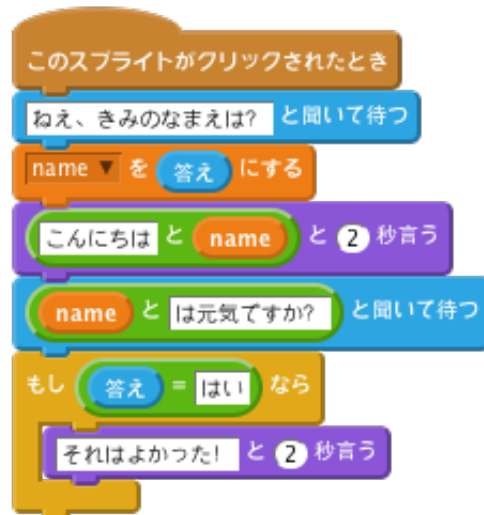 このスプライトがクリックされたとき
ねえ、きみのなまえは? と聞いて待つ
name ▼ を 答え にする
こんにちは と name と 2 秒言う
name と は元気ですか? と聞いて待つ
もし 答え = はい なら
それはよかった! と 2 秒言う